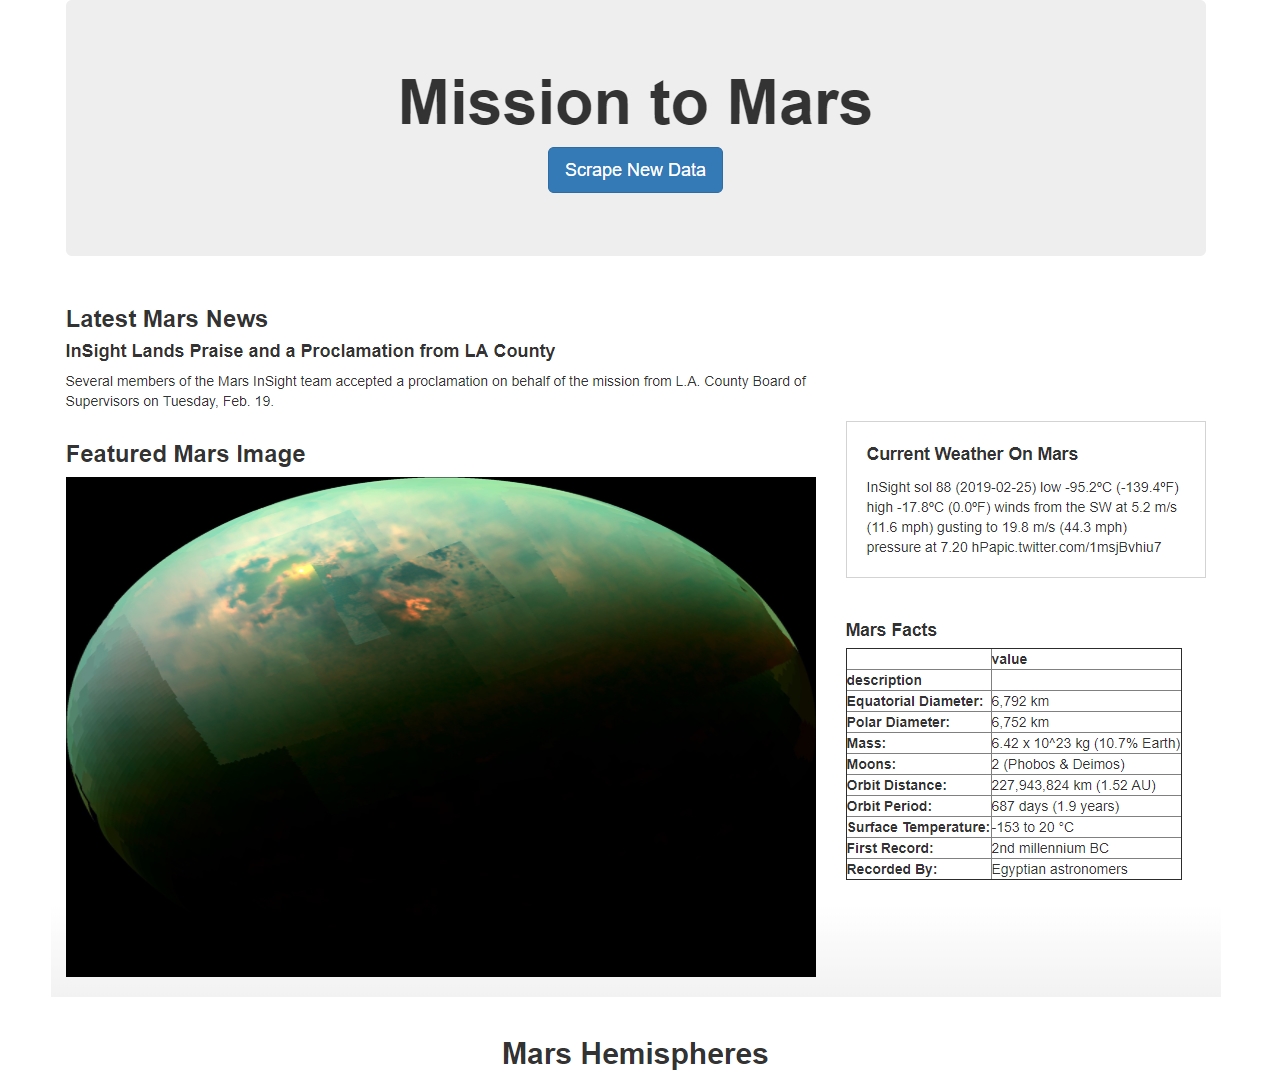 Mission to Mars
Scrape New Data
Latest Mars News
InSight Lands Praise and a Proclamation from LA County
Several members of the Mars InSight team accepted a proclamation on behalf of the mission from L.A. County Board of
Supervisors on Tuesday, Feb. 19.
Featured Mars Image
Current Weather On Mars
InSight sol 88 (2019-02-25) low -95.2ºC (-139.4ºF)
high -17.8ºC (0.0ºF) winds from the SW at 5.2 m/s
(11.6 mph) gusting to 19.8 m/s (44.3 mph)
pressure at 7.20 hPapic.twitter.com/1msjBvhiu7
Mars Facts
value
description
Equatorial Diameter: 6,792 km
Polar Diameter: 6,752 km
Mass: 6.42 x 10^23 kg (10.7% Earth)
Moons: 2 (Phobos & Deimos)
Orbit Distance: 227,943,824 km (1.52 AU)
Orbit Period: 687 days (1.9 years)
Surface Temperature: -153 to 20 °C
First Record: 2nd millennium BC
Recorded By: Egyptian astronomers
Mars Hemispheres